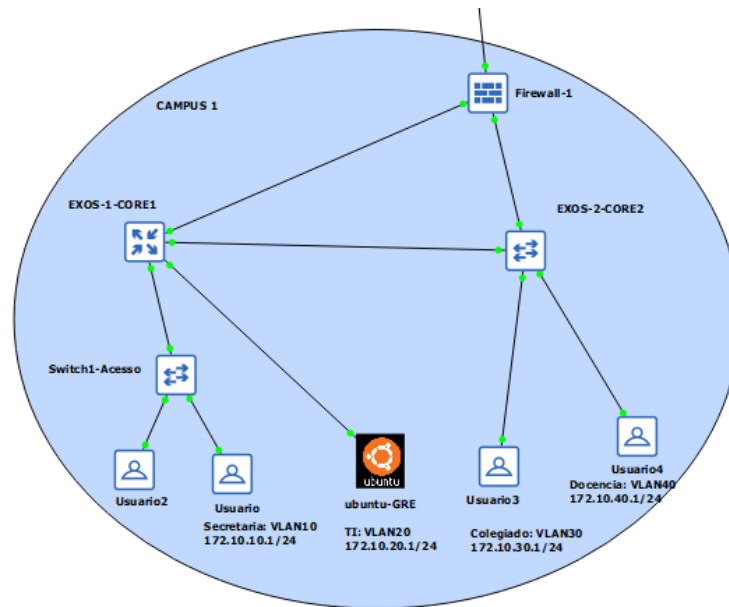 Firewall-1
CAMPUS 1
EXOS-1-CORE1
EXOS-2-CORE2
Switch1-Acesso
ubuntu
Usuario2
Usuario
Secretaria: VLAN10
172.10.10.1/24
ubuntu-GRE
TI: VLAN20
172.10.20.1/24
Usuario3
Colegiado: VLAN30
172.10.30.1/24
Usuario4
Docencia: VLAN40
172.10.40.1/24